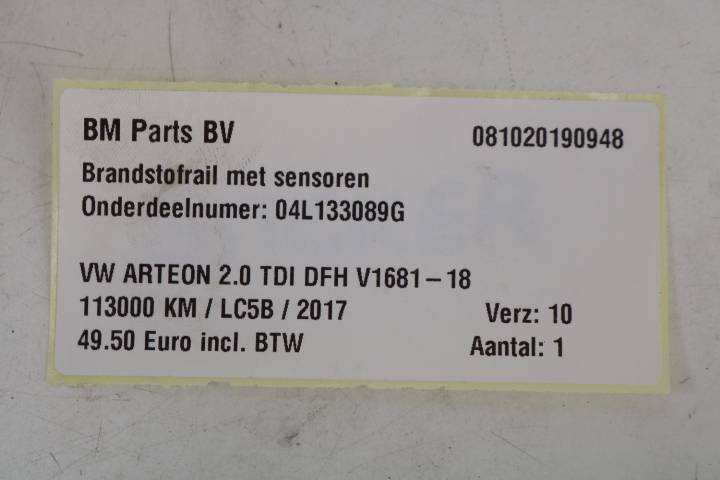 BM Parts BV 081020190948
Brandstofrail met sensoren
Onderdeelnumer: 04L133089G
VW ARTEON 2.0 TDI DFH V1681-18
113000 KM / LC5B / 2017 Verz: 10
49.50 Euro incl. BTW Aantal: 1